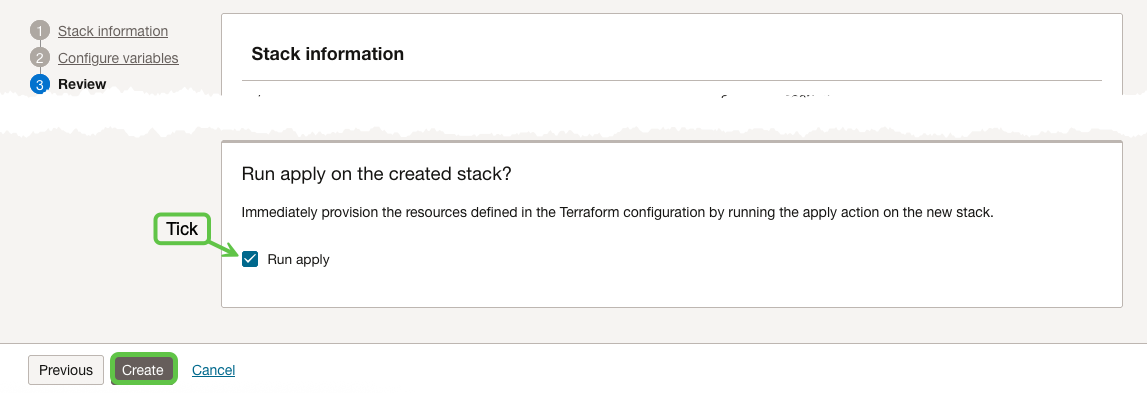 1 Stack information
2 Configure variables
3 Review
Stack information
Run apply on the created stack?
Immediately provision the resources defined in the Terraform configuration by running the apply action on the new stack.
Tick
Run apply
Previous
Create
Cancel